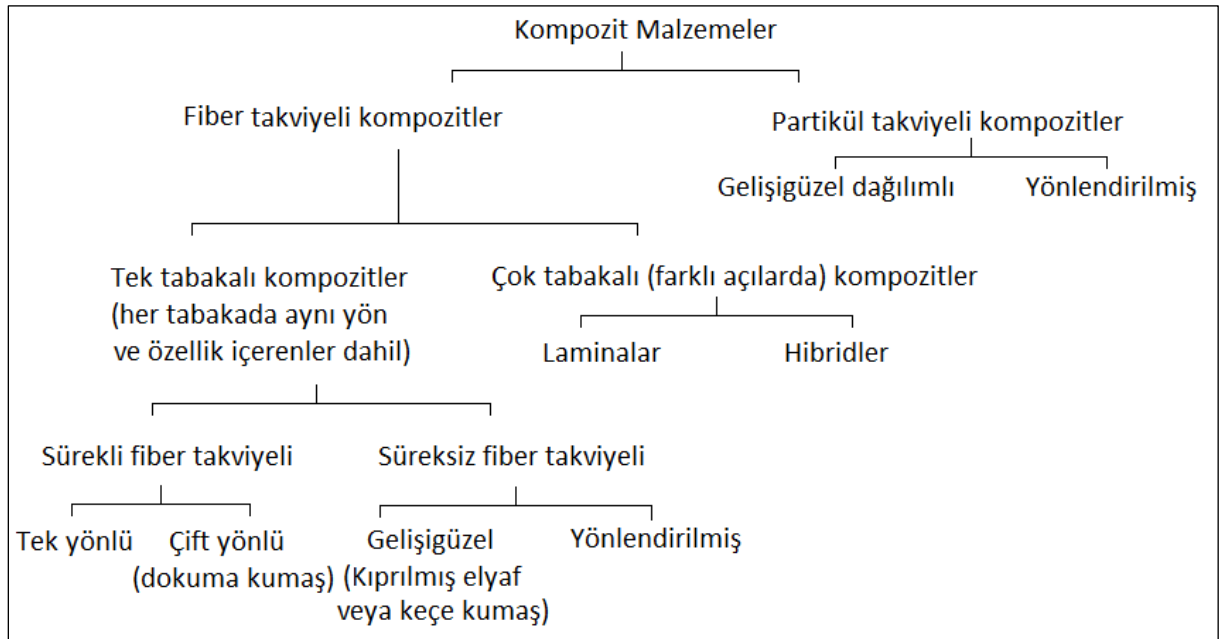 Kompozit Malzemeler
Fiber takviyeli kompozitler
Partikül takviyeli kompozitler
Gelişigüzel dağılımlı
Yönlendirilmiş
Tek tabakalı kompozitler
(her tabakada aynı yön
ve özellik içerenler dahil)
Çok tabakalı (farklı açılarda) kompozitler
Laminalar
Hibridler
Sürekli fiber takviyeli
Süreksiz fiber takviyeli
Tek yönlü
Çift yönlü
(dokuma kumaş)
Gelişigüzel
(Kıprılmış elyaf
veya keçe kumaş)
Yönlendirilmiş